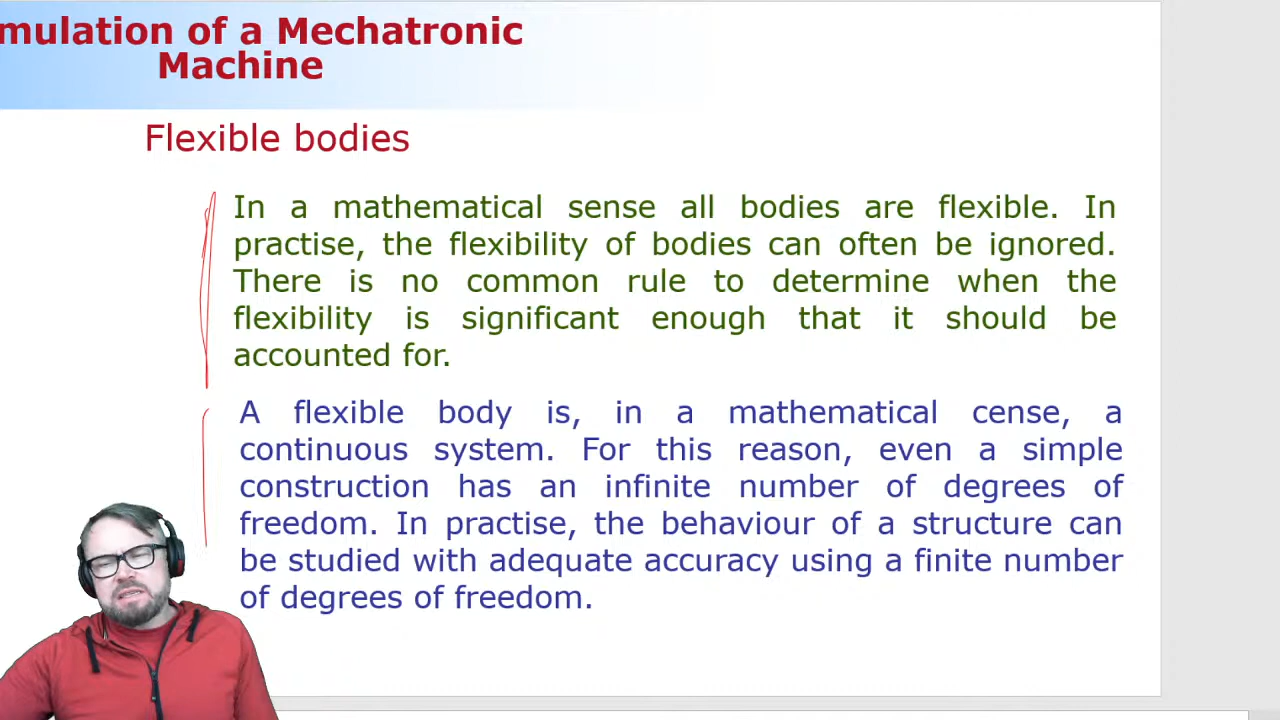 mulation of a Mechatronic
Machine
Flexible bodies
In a mathematical sense all bodies are flexible. In
practise, the flexibility of bodies can often be ignored.
There is no common rule to determine when the
flexibility is significant enough that it should be
accounted for.
A flexible body is, in a mathematical cense, a
continuous system. For this reason, even a simple
construction has an infinite number of degrees of
freedom. In practise, the behaviour of a structure can
be studied with adequate accuracy using a finite number
of degrees of freedom.